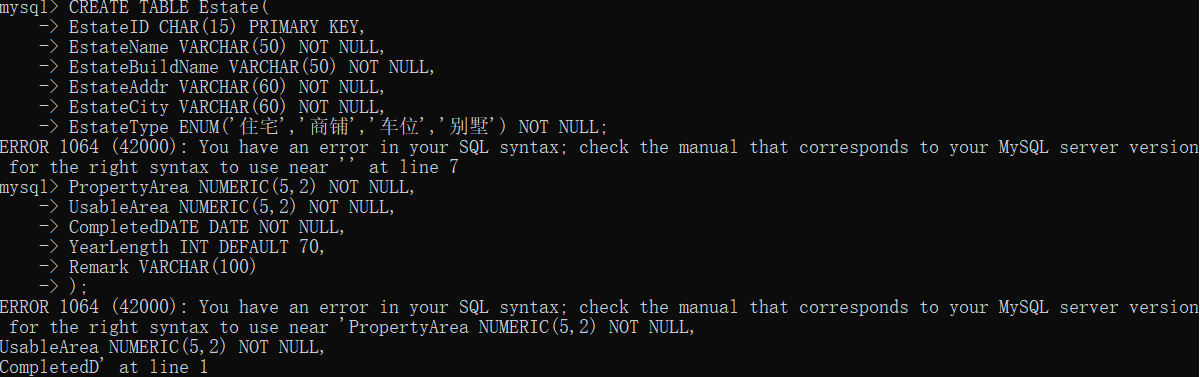 mysql> CREATE TABLE Estate(
    -> EstateID CHAR(15) PRIMARY KEY,
    -> EstateName VARCHAR(50) NOT NULL,
    -> EstateBuildName VARCHAR(50) NOT NULL,
    -> EstateAddr VARCHAR(60) NOT NULL,
    -> EstateCity VARCHAR(60) NOT NULL,
    -> EstateType ENUM('住宅','商铺','车位','别墅') NOT NULL;
ERROR 1064 (42000): You have an error in your SQL syntax; check the manual that corresponds to your MySQL server version
 for the right syntax to use near '' at line 7
mysql> PropertyArea NUMERIC(5,2) NOT NULL,
    -> UsableArea NUMERIC(5,2) NOT NULL,
    -> CompletedDATE DATE NOT NULL,
    -> YearLength INT DEFAULT 70,
    -> Remark VARCHAR(100)
    -> );
ERROR 1064 (42000): You have an error in your SQL syntax; check the manual that corresponds to your MySQL server version
 for the right syntax to use near 'PropertyArea NUMERIC(5,2) NOT NULL,
UsableArea NUMERIC(5,2) NOT NULL,
CompletedD' at line 1